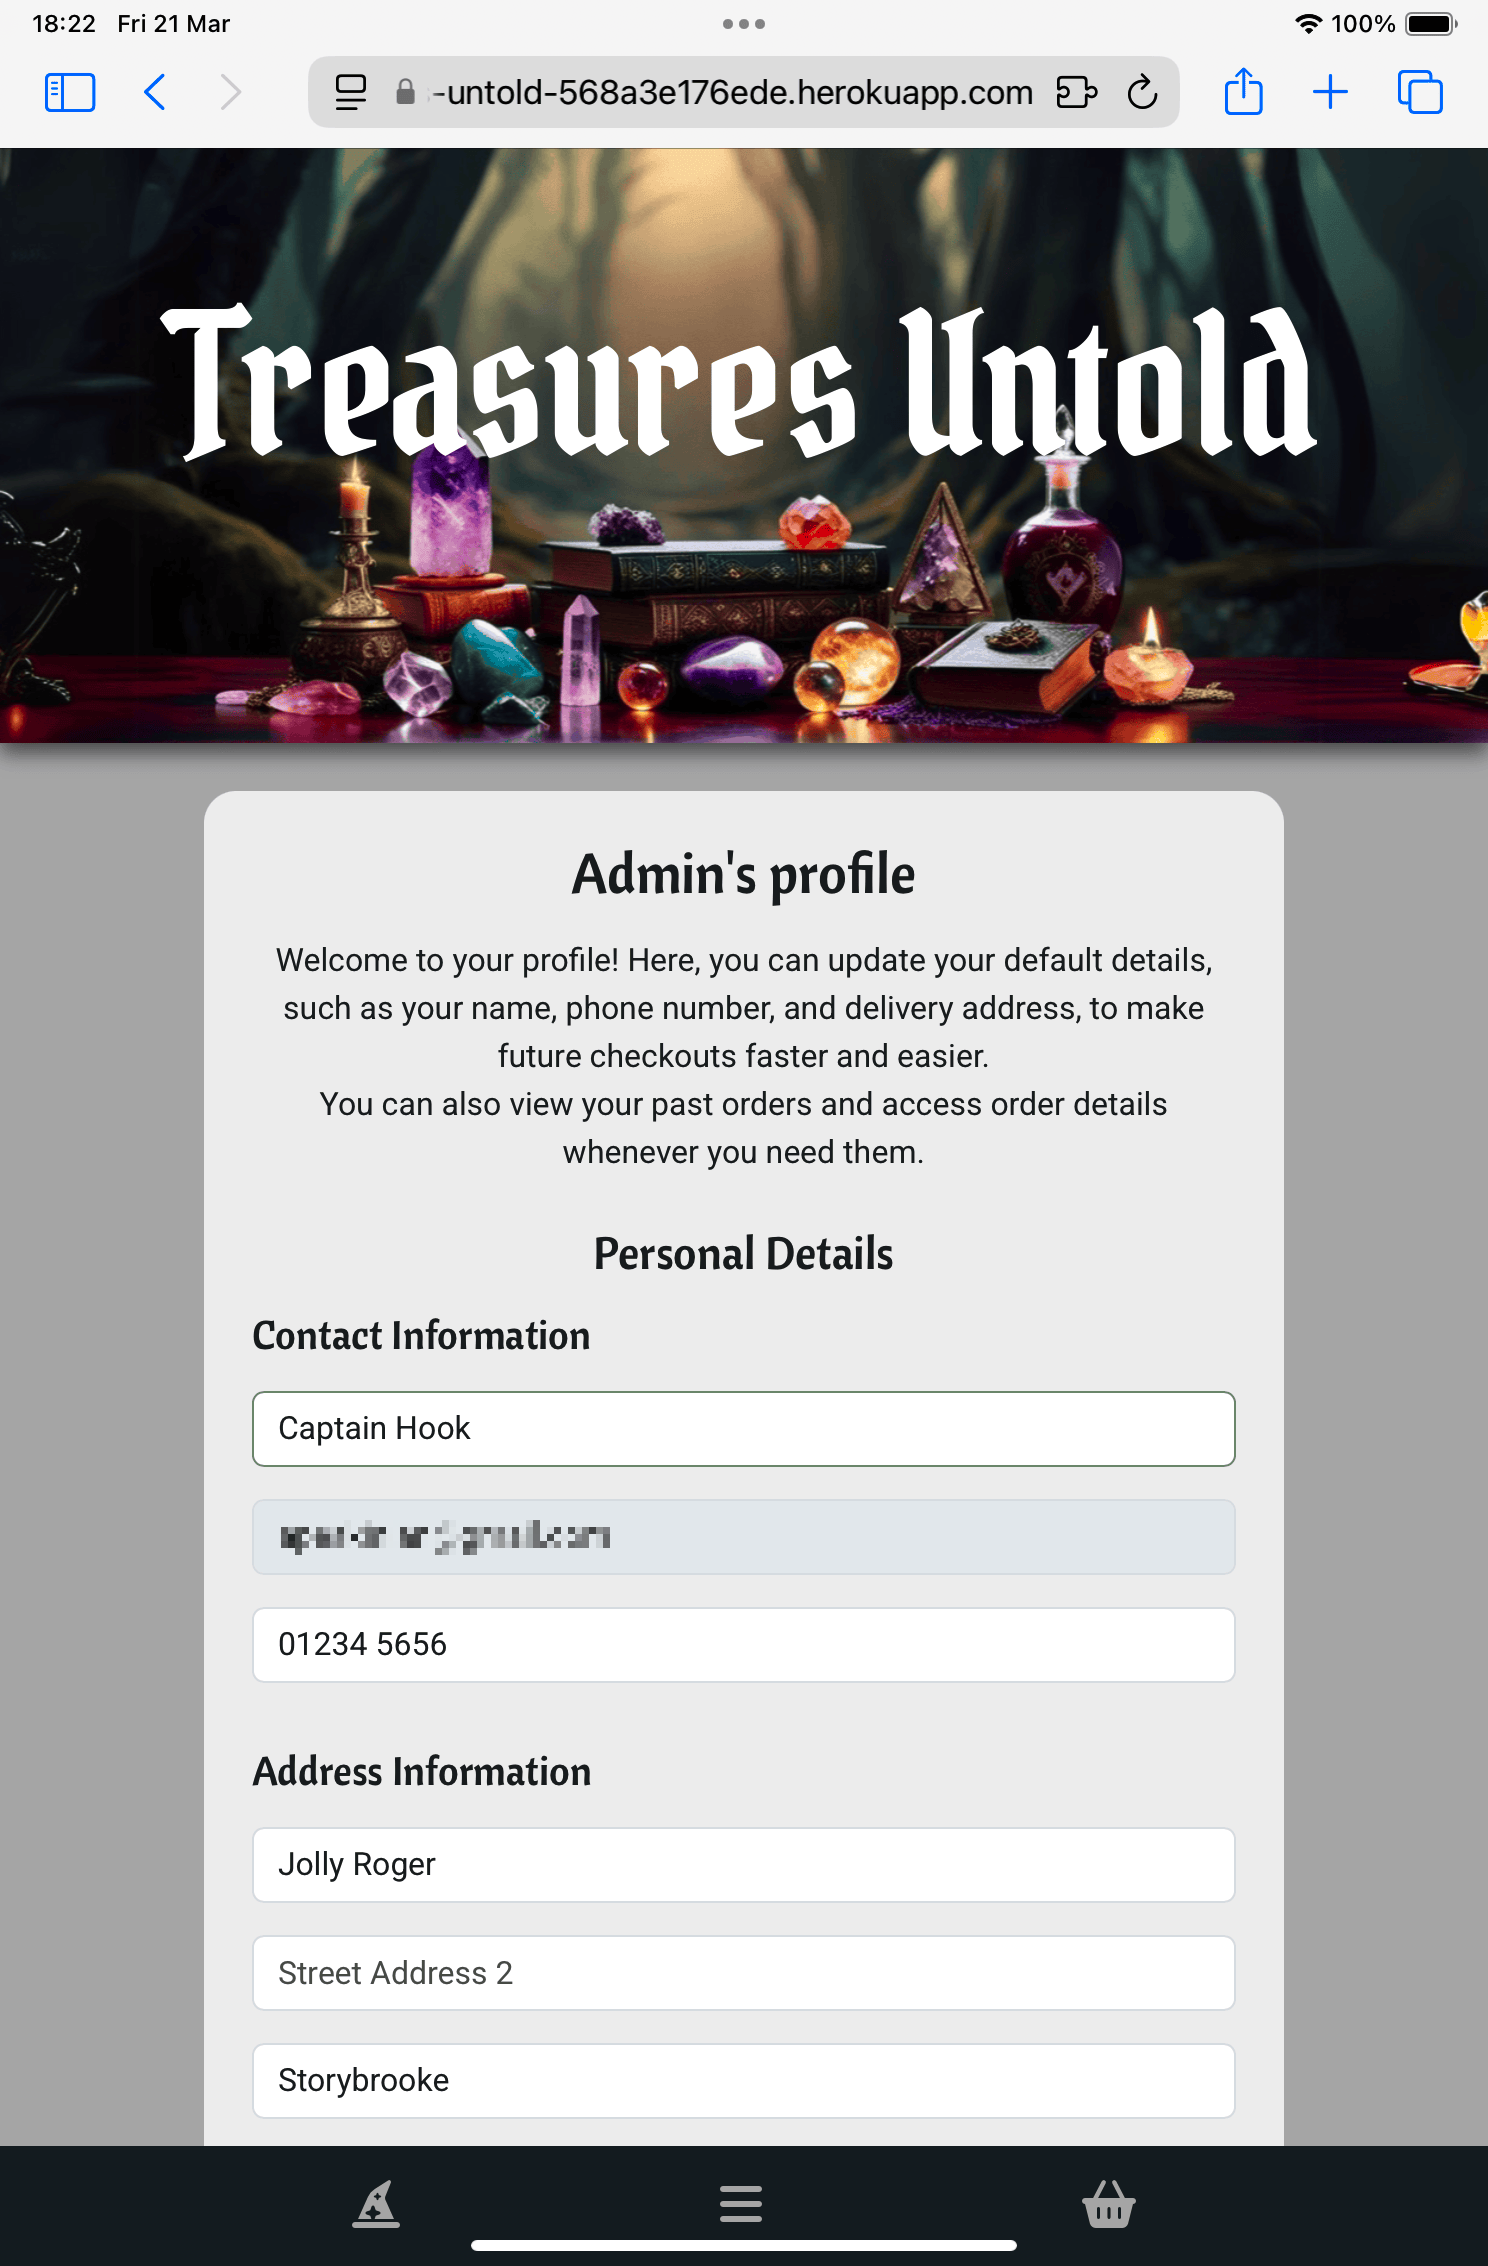 18:22 Fri 21 Mar
100%
-untold-568a3e176ede.herokuapp.com
Treasures Untold
Admin's profile
Welcome to your profile! Here, you can update your default details,
such as your name, phone number, and delivery address, to make
future checkouts faster and easier.
You can also view your past orders and access order details
whenever you need them.
Personal Details
Contact Information
Captain Hook
01234 5656
Address Information
Jolly Roger
Street Address 2
Storybrooke